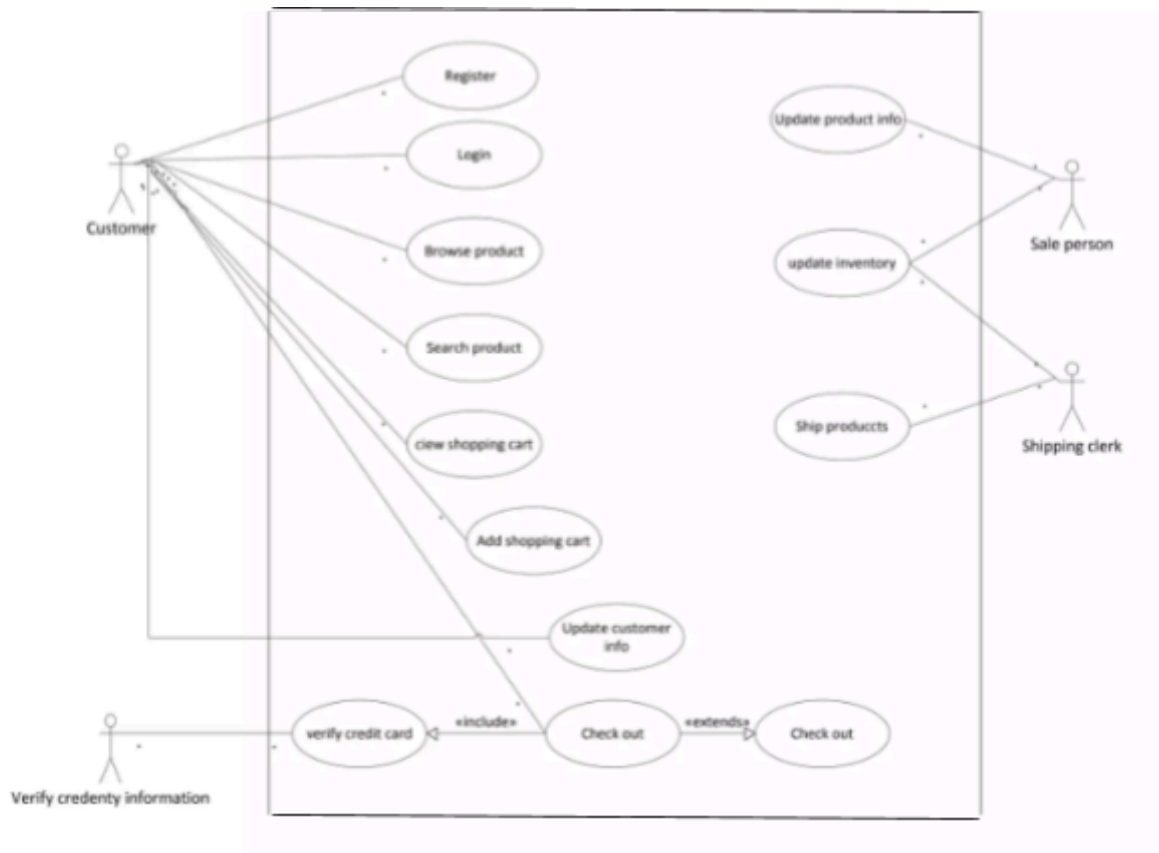 Register
Update product info
Login
Customer
Sale person
Browse product
update inventory
Search product
Ship produccts
ciew shopping cart
Shipping clerk
Add shopping cart
Update customer
info
verify credit card
«include»
Check out
«extends»
Check out
Verify credenty information